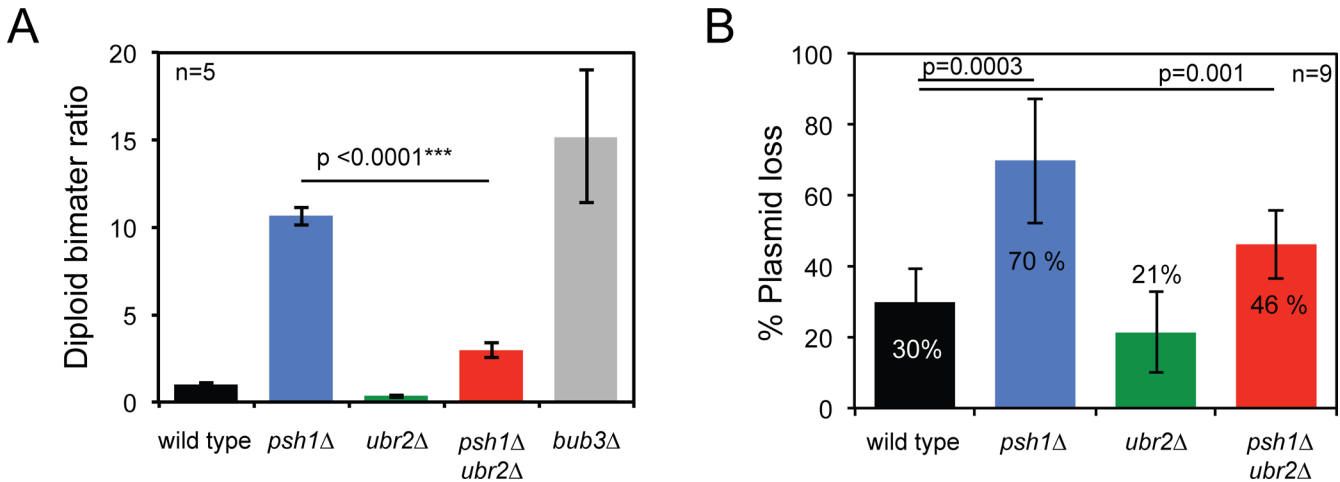 A
Diploid bimater ratio
20
15
10
5
0
n=5
p <0.0001***
wild type
psh1Δ
ubr2Δ
psh1Δ
ubr2Δ
bub3Δ
B
% Plasmid loss
100
80
60
40
20
0
p=0.0003
p=0.001
n=9
30%
70 %
21%
46 %
wild type
psh1Δ
ubr2Δ
psh1Δ
ubr2Δ